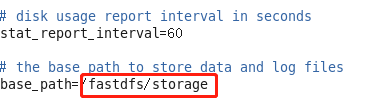 # disk usage report interval in seconds
stat_report_interval=60
# the base path to store data and log files
base_path=/fastdfs/storage